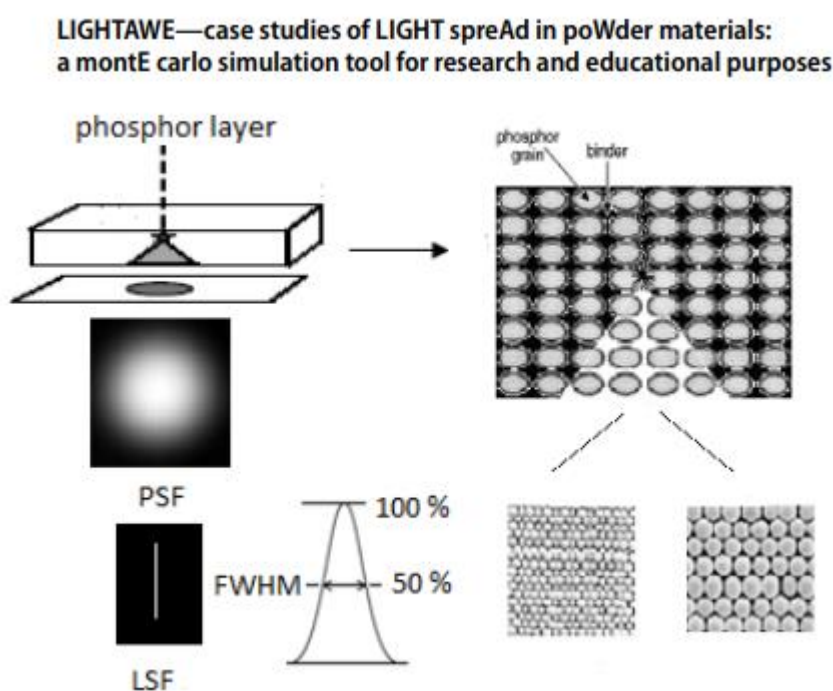 LIGHTAWE—case studies of LIGHT spreAd in poWder materials:
a montE carlo simulation tool for research and educational purposes
phosphor layer
phosphor
grain
binder
PSF
100 %
FWHM
50 %
LSF